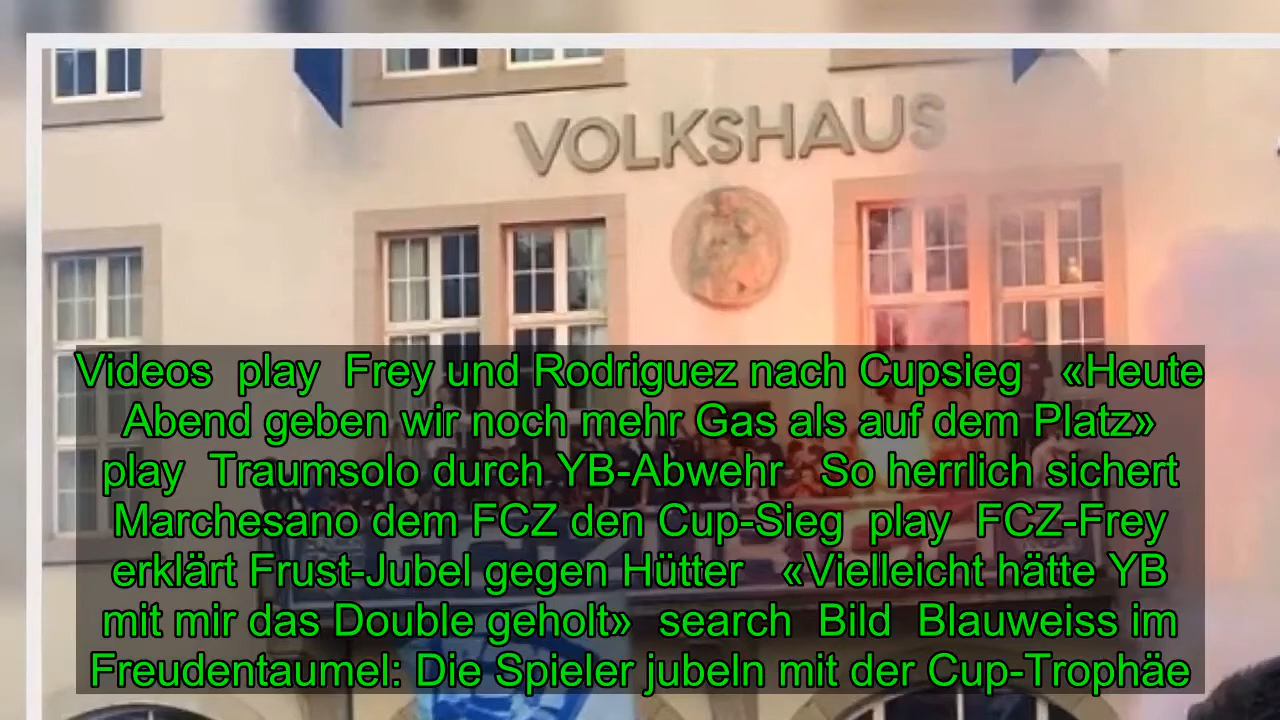 VOLKSHAUS
Videos play Frey und Rodriguez nach Cupsieg «Heute
Abend geben wir noch mehr Gas als auf dem Platz»
play Traumsolo durch YB-Abwehr So herrlich sichert
Marchesano dem FCZ den Cup-Sieg play FCZ-Frey
erklärt Frust-Jubel gegen Hütter «Vielleicht hätte YB
mit mir das Double geholt» search Bild Blauweiss im
Freudentaumel: Die Spieler jubeln mit der Cup-Trophäe